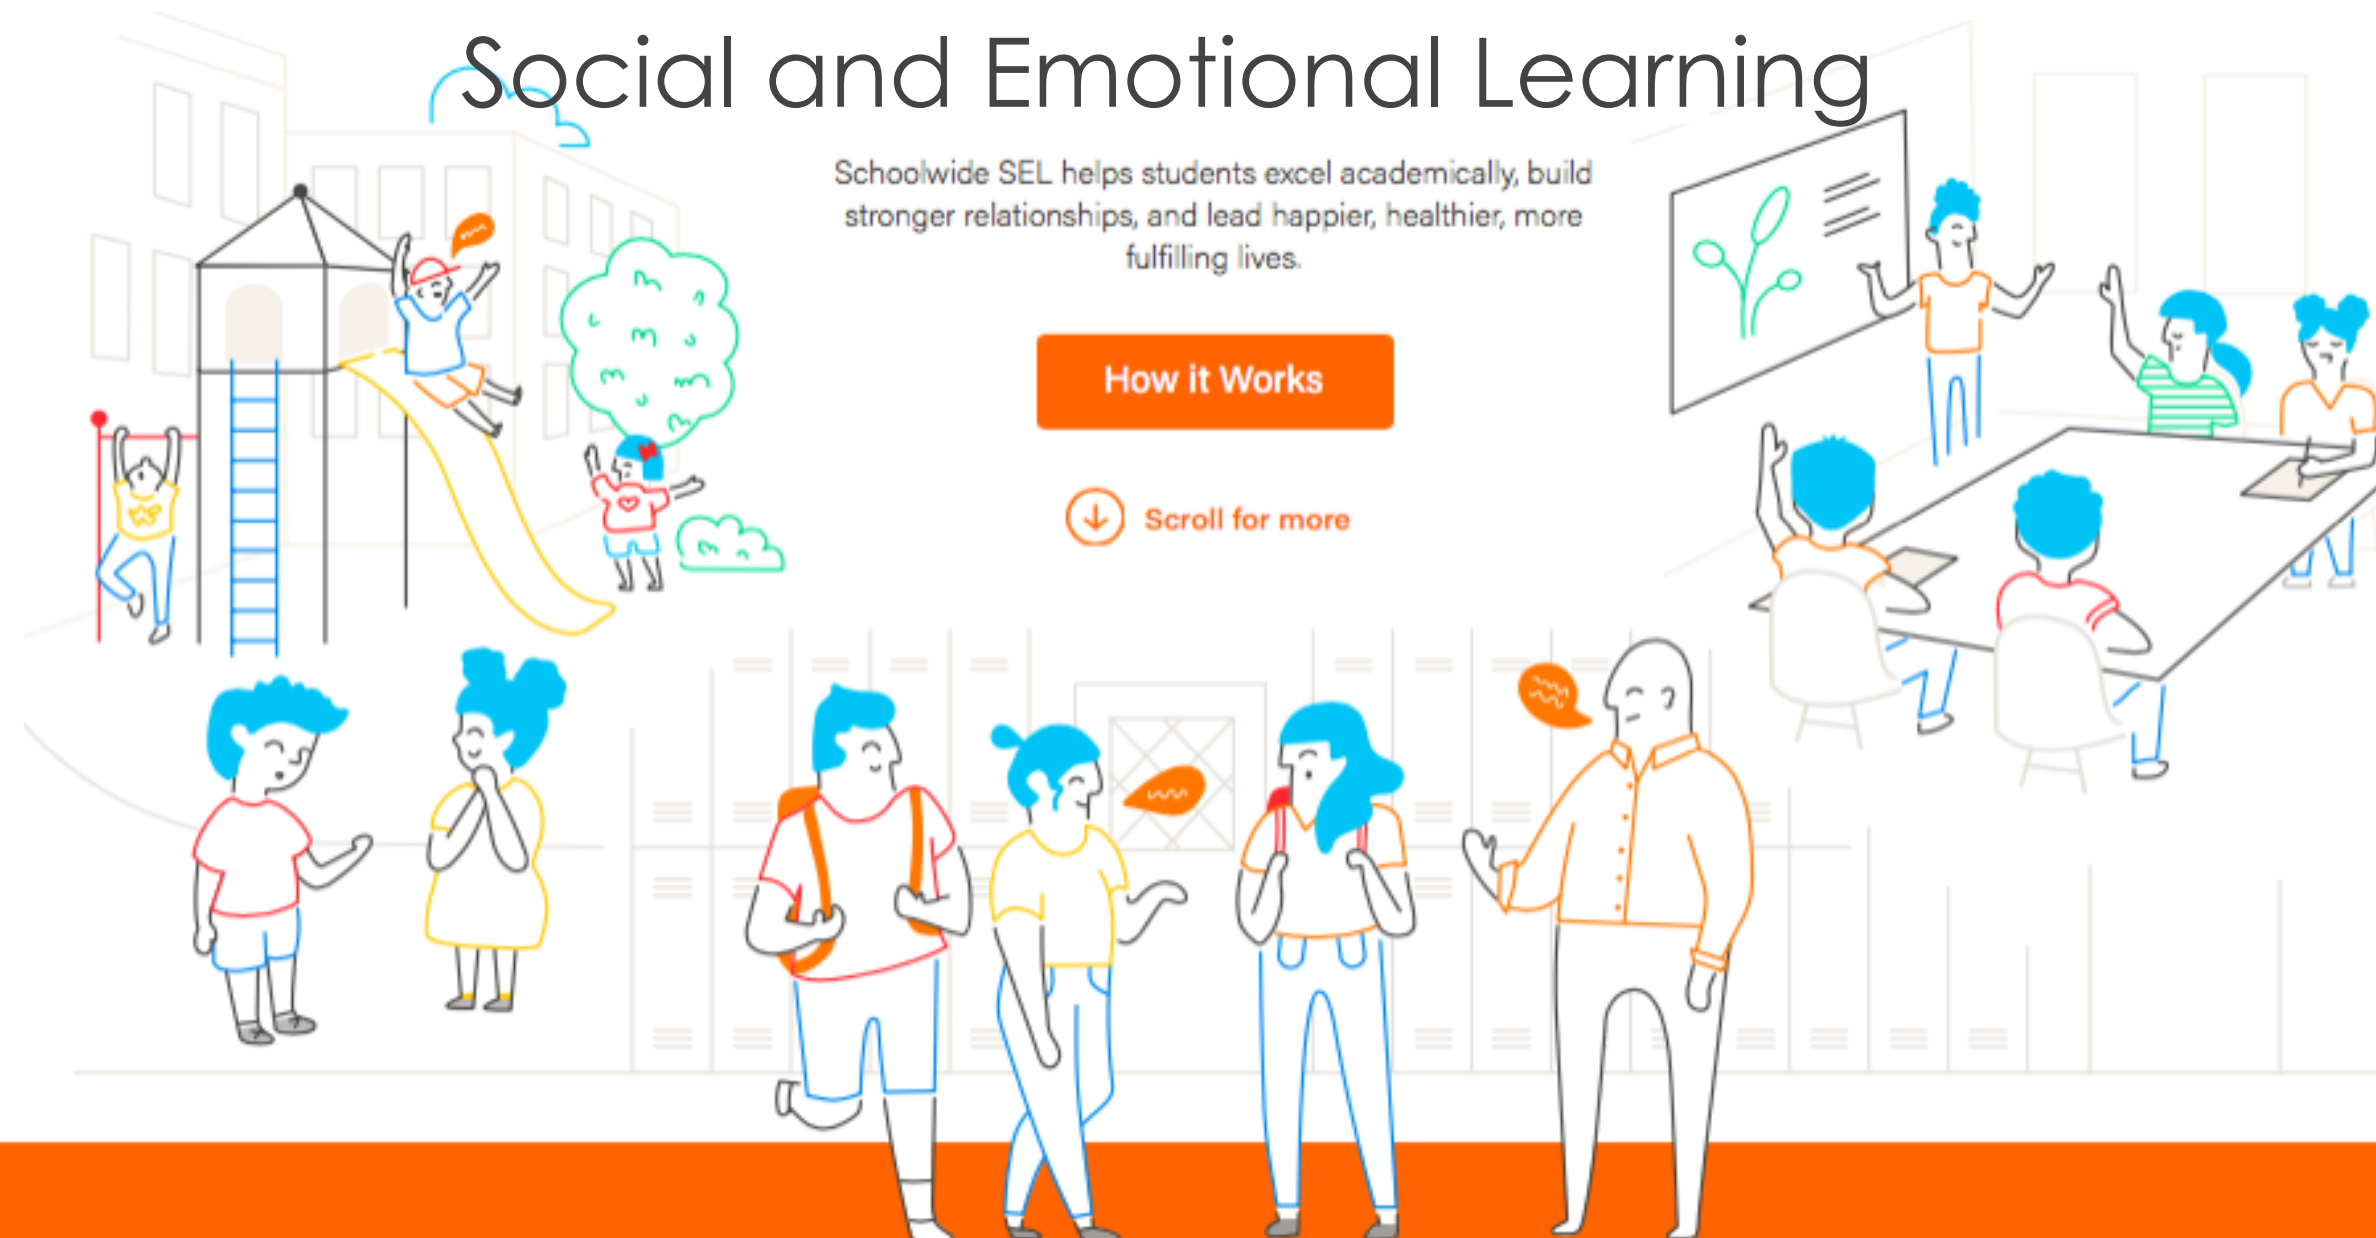 Social and Emotional Learning
Schoolwide SEL helps students excel academically, build
stronger relationships, and lead happier, healthier, more
fulfilling lives.
How it Works
Scroll for more